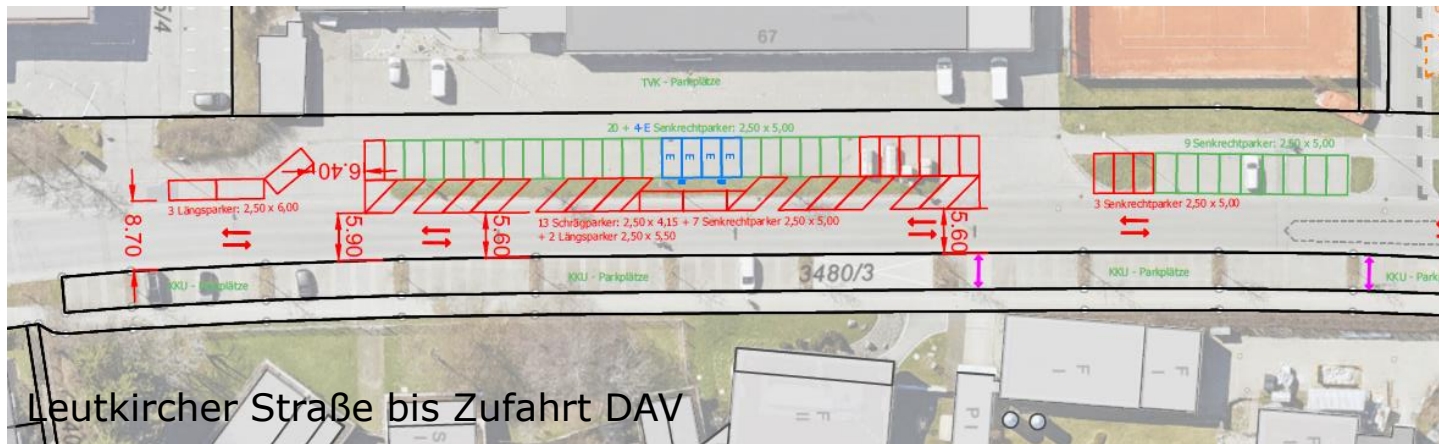 5/4
67
TVK - Parkplätze
20 + 4 E Senkrechtparker: 2,50 x 5,00
E E E E
9 Senkrechtparker: 2,50 x 5,00
6.40
3 Längsparker: 2,50 x 6,00
3 Senkrechtparker 2,50 x 5,00
8.70
5.90
5.60
13 Schrägparker: 2,50 x 4,15 + 7 Senkrechtparker 2,50 x 5,00
+ 2 Längsparker 2,50 x 5,50
5.60
KKU - Parkplätze
KKU - Parkplätze
3480/3
KKU - Parkplätze
KKU - Park
F
I
F
I
F
I
F
II
P I
F
I
S
I
Leutkircher Straße bis Zufahrt DAV